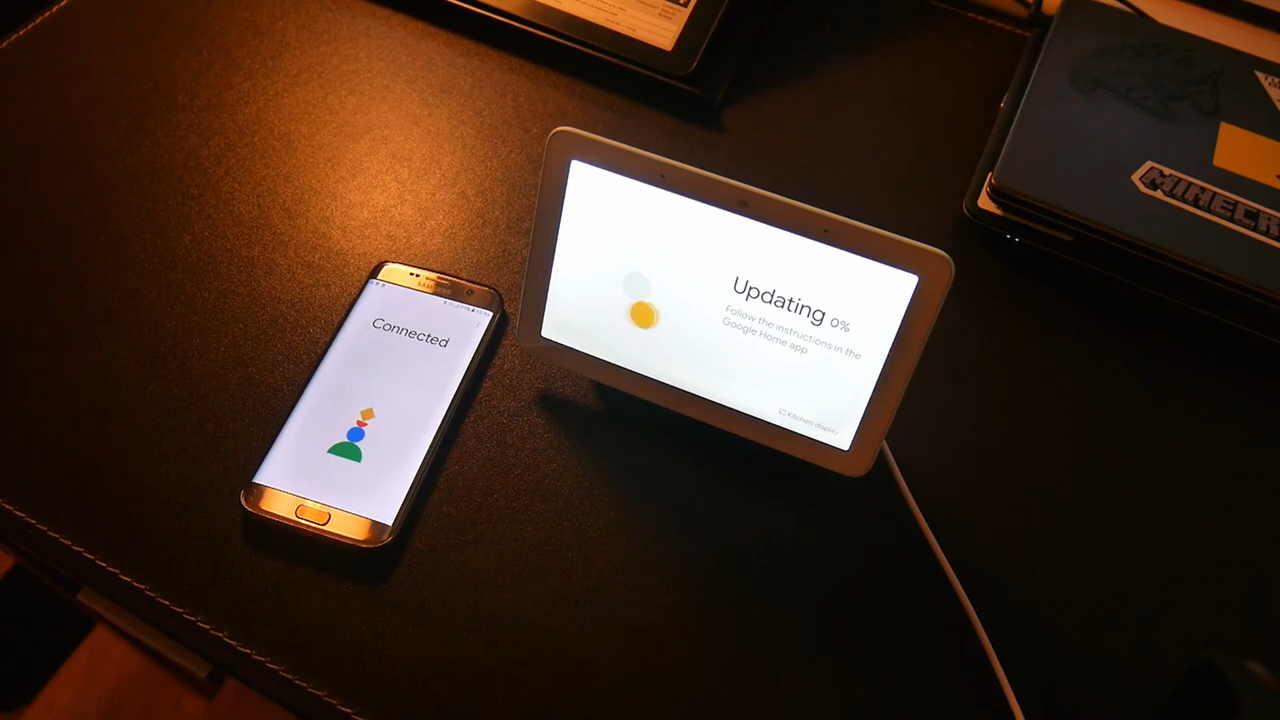 SAMSUNG
Connected
Updating 0%
Follow the instructions in the
Google Home app
Kitchen display
MINECR